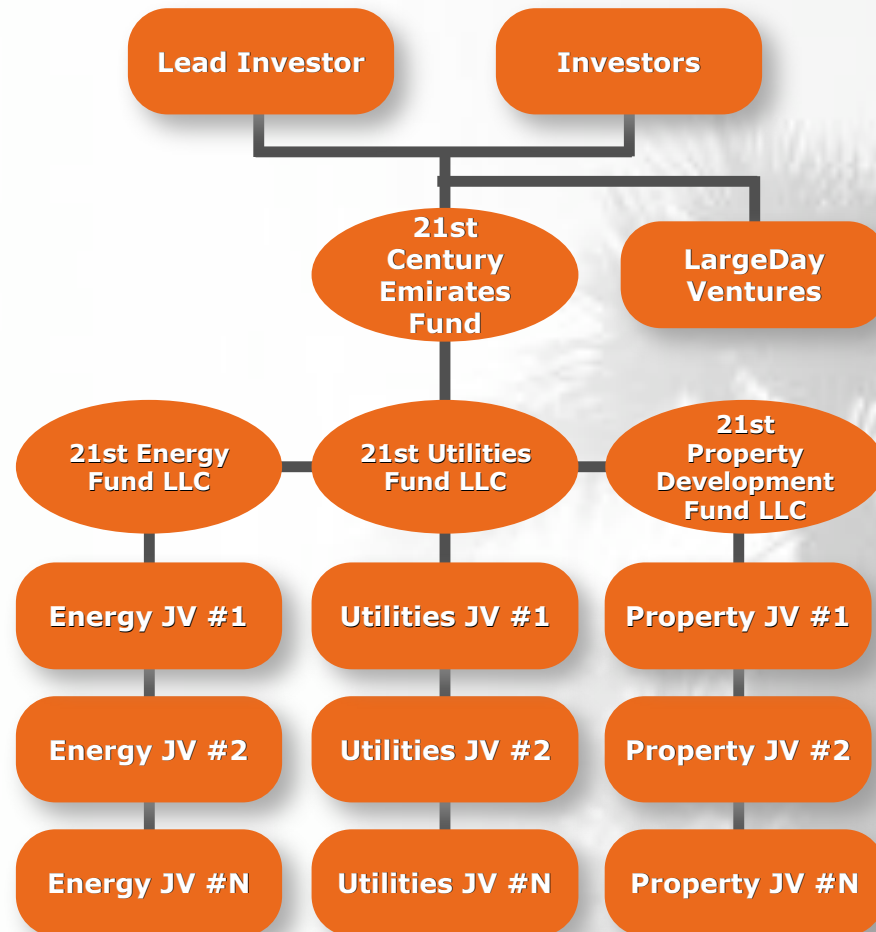 Lead Investor
Investors
21st
Century
Emirates
Fund
LargeDay
Ventures
21st Energy
Fund LLC
21st Utilities
Fund LLC
21st
Property
Development
Fund LLC
Energy JV #1
Utilities JV #1
Property JV #1
Energy JV #2
Utilities JV #2
Property JV #2
Energy JV #N
Utilities JV #N
Property JV #N